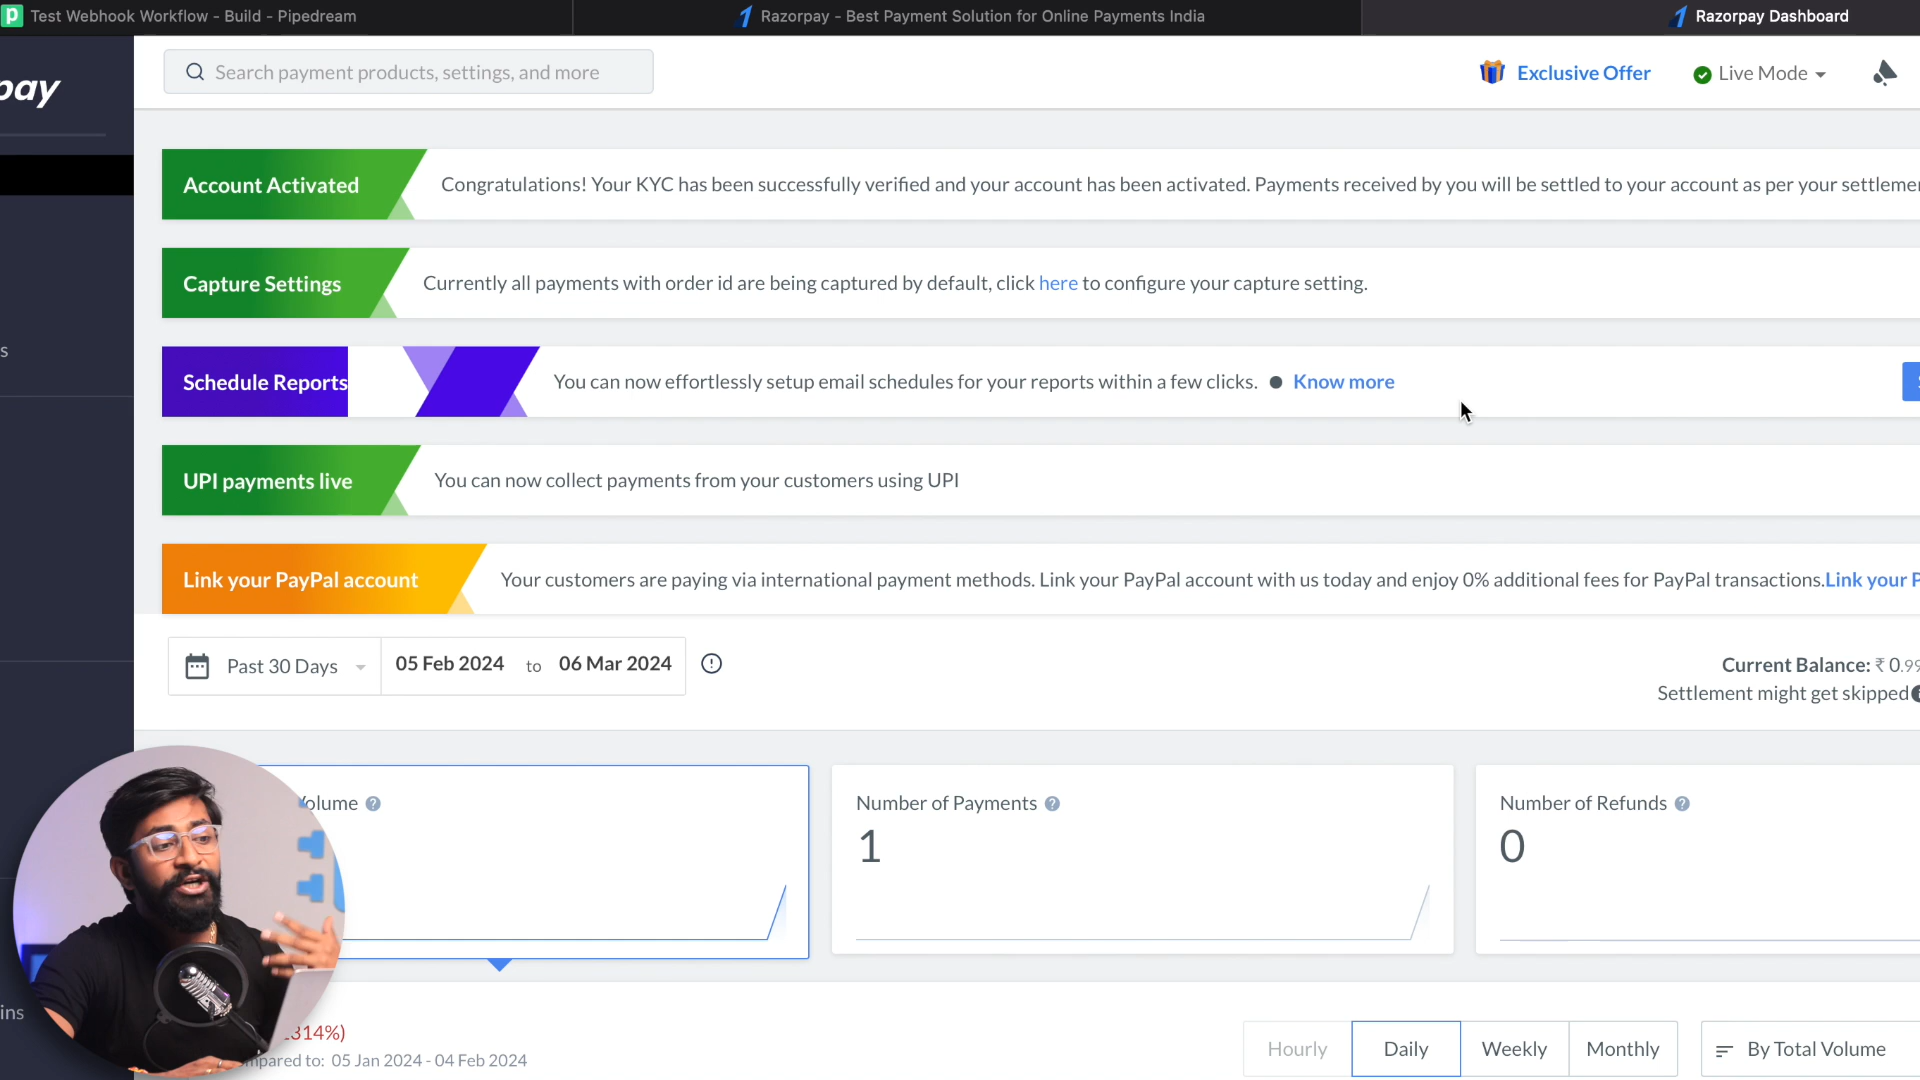 Test Webhook Workflow - Build - Pipedream
Razorpay - Best Payment Solution for Online Payments India
Razorpay Dashboard
pay
Search payment products, settings, and more
Exclusive Offer
Live Mode
Account Activated
Congratulations! Your KYC has been successfully verified and your account has been activated. Payments received by you will be settled to your account as per your settleme
Capture Settings
Currently all payments with order id are being captured by default, click here to configure your capture setting.
s
Schedule Reports
You can now effortlessly setup email schedules for your reports within a few clicks. ● Know more
UPI payments live
You can now collect payments from your customers using UPI
Link your PayPal account
Your customers are paying via international payment methods. Link your PayPal account with us today and enjoy 0% additional fees for PayPal transactions.Link your P
Past 30 Days
05 Feb 2024 to 06 Mar 2024
Current Balance: ₹ 0.99
Settlement might get skipped
Volume
Number of Payments
1
Number of Refunds
0
ins
314%)
mpared to: 05 Jan 2024 - 04 Feb 2024
Hourly
Daily
Weekly
Monthly
By Total Volume